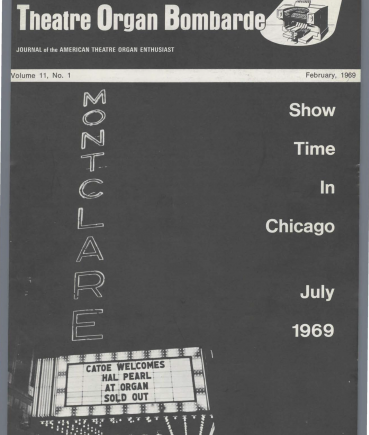 Theatre Organ Bombarde
JOURNAL of the AMERICAN THEATRE ORGAN ENTHUSIAST
Volume 11, No. 1
February, 1969
MONTCLARE
Show
Time
In
Chicago
July
1969
CATOE WELCOMES
HAL PEARL
AT ORGAN
SOLD OUT